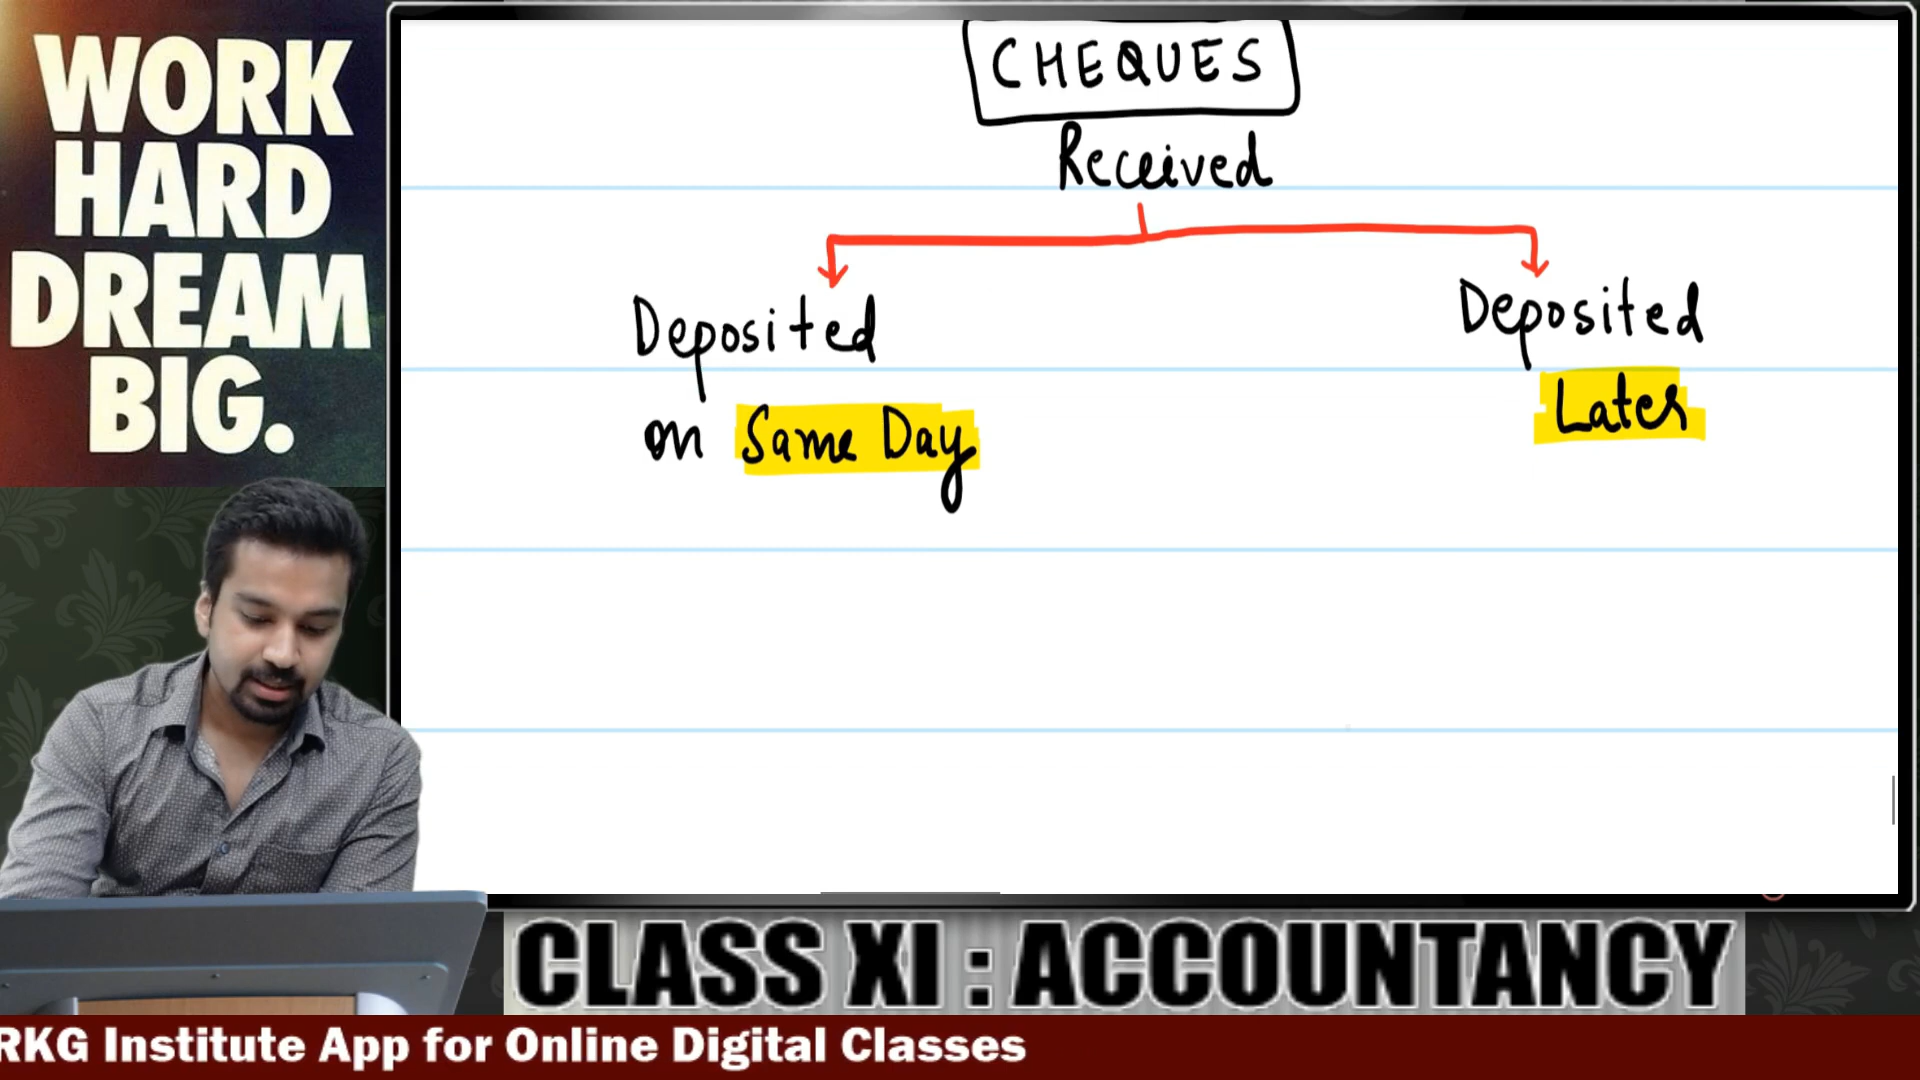 WORK
HARD
DREAM
BIG.
CHEQUES
Received
Deposited
on Same Day
Deposited
Later
CLASS XI : ACCOUNTANCY
RKG Institute App for Online Digital Classes